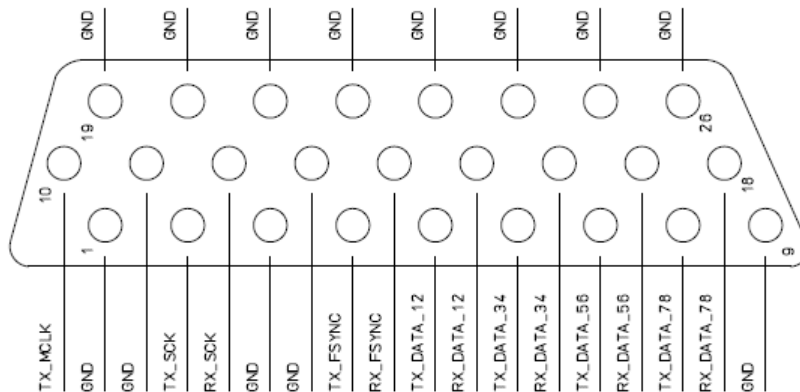 GND
GND
GND
GND
GND
GND
GND
GND
19
26
10
18
1
9
TX_MCLK
GND
GND
TX_SCK
RX_SCK
GND
GND
TX_FSYNC
RX_FSYNC
TX_DATA_12
RX_DATA_12
TX_DATA_34
RX_DATA_34
TX_DATA_56
RX_DATA_56
TX_DATA_78
RX_DATA_78
GND